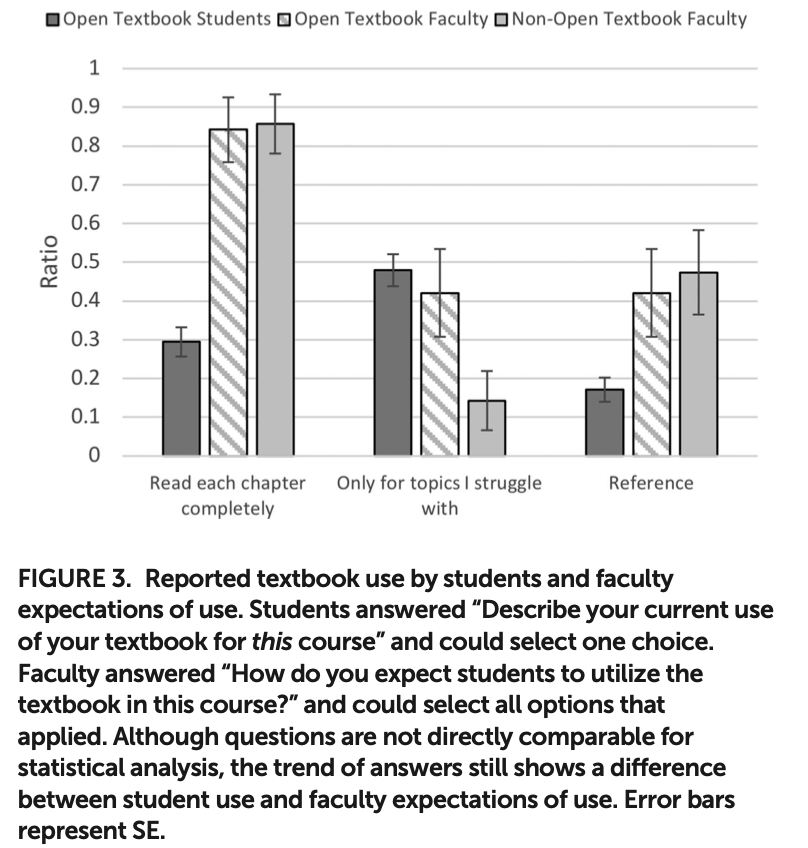 Open Textbook Students Open Textbook Faculty Non-Open Textbook Faculty
1
0.9
0.8
0.7
0.6
0.5
0.4
0.3
0.2
0.1
0
Ratio
Read each chapter
completely
Only for topics I struggle
with
Reference
FIGURE 3. Reported textbook use by students and faculty
expectations of use. Students answered “Describe your current use
of your textbook for this course” and could select one choice.
Faculty answered “How do you expect students to utilize the
textbook in this course?” and could select all options that
applied. Although questions are not directly comparable for
statistical analysis, the trend of answers still shows a difference
between student use and faculty expectations of use. Error bars
represent SE.